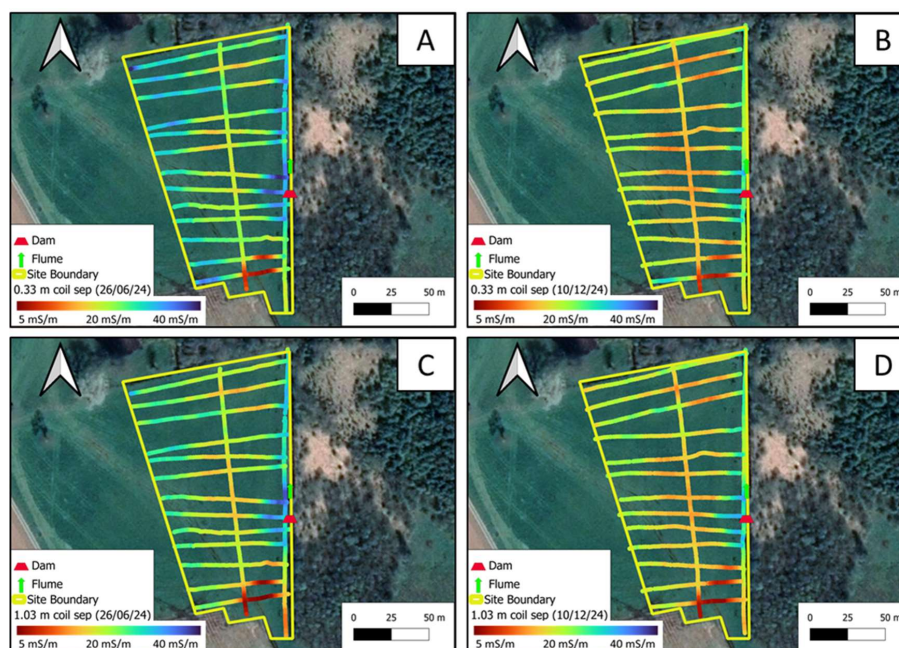 A
Dam
Flume
Site Boundary
0.33 m coil sep (26/06/24)
5 mS/m 20 mS/m 40 mS/m
0 25 50 m
B
Dam
Flume
Site Boundary
0.33 m coil sep (10/12/24)
5 mS/m 20 mS/m 40 mS/m
0 25 50 m
C
Dam
Flume
Site Boundary
1.03 m coil sep (26/06/24)
5 mS/m 20 mS/m 40 mS/m
0 25 50 m
D
Dam
Flume
Site Boundary
1.03 m coil sep (10/12/24)
5 mS/m 20 mS/m 40 mS/m
0 25 50 m